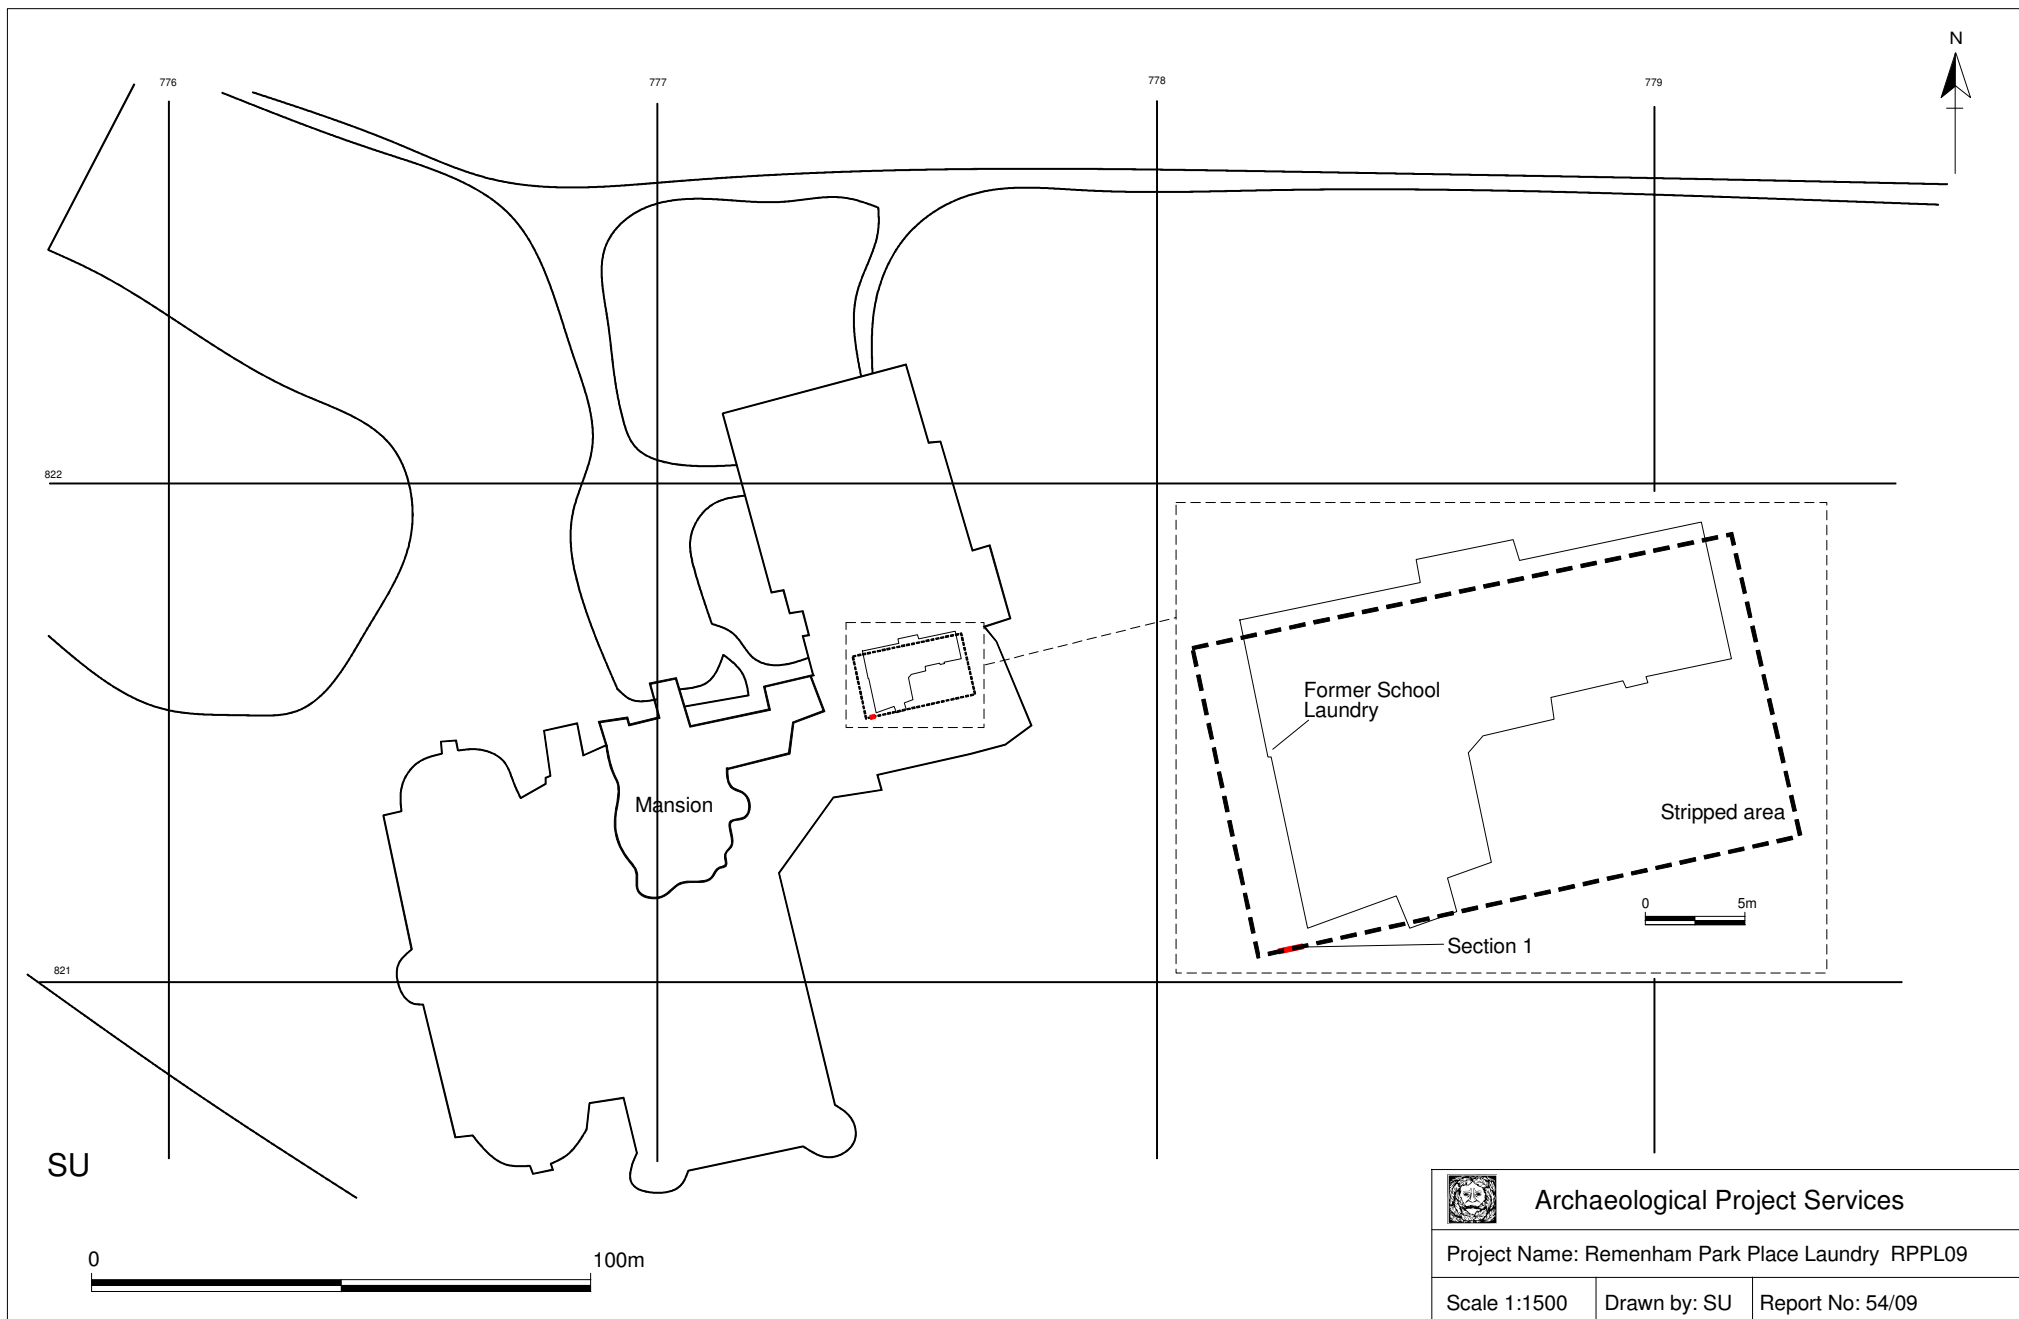 N
776
777
778
779
822
Former School
Laundry
Stripped area
Mansion
0 5m
Section 1
821
SU
0 100m
Archaeological Project Services
Project Name: Remenham Park Place Laundry RPPL09
Scale 1:1500
Drawn by: SU
Report No: 54/09